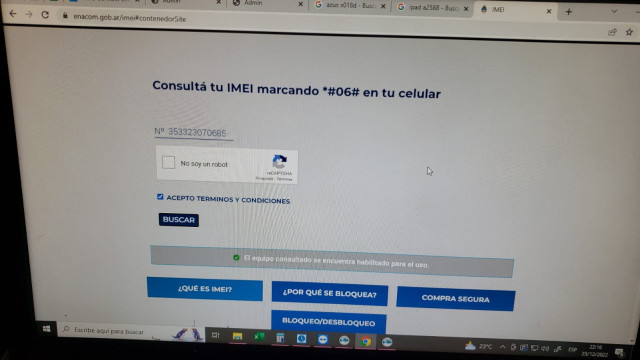 Admin
Admin
azus x018d - Busc
ipad a2588 - Busc
IMEI
enacom.gob.ar/imei#contenedorSite
Consultá tu IMEI marcando *#06# en tu celular
N° 353323070685
No soy un robot
reCAPTCHA
Privacidad - Términos
ACEPTO TERMINOS Y CONDICIONES
BUSCAR
El equipo consultado se encuentra habilitado para el uso.
¿QUÉ ES IMEI?
¿POR QUÉ SE BLOQUEA?
COMPRA SEGURA
BLOQUEO/DESBLOQUEO
Escribe aquí para buscar
23°C
ESP
22:16
23/12/2022